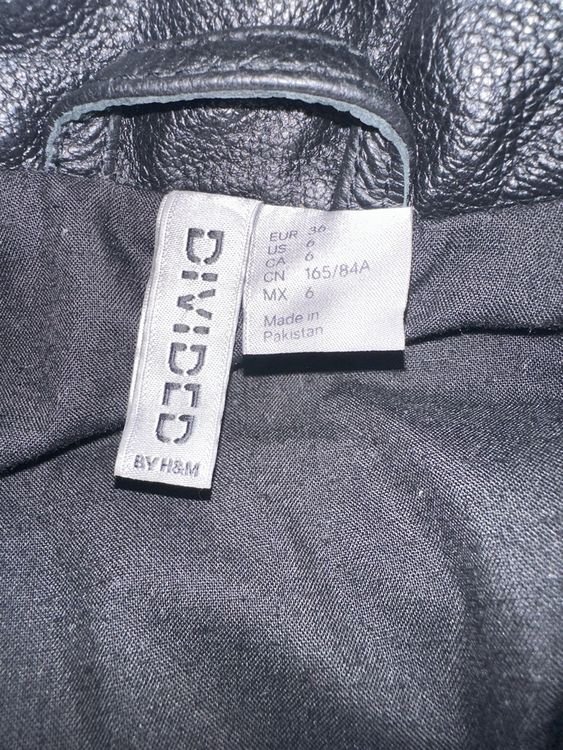 DIVIDED
BY H&M
EUR 36
US 6
CA 6
CN 165/84A
MX 6
Made in
Pakistan